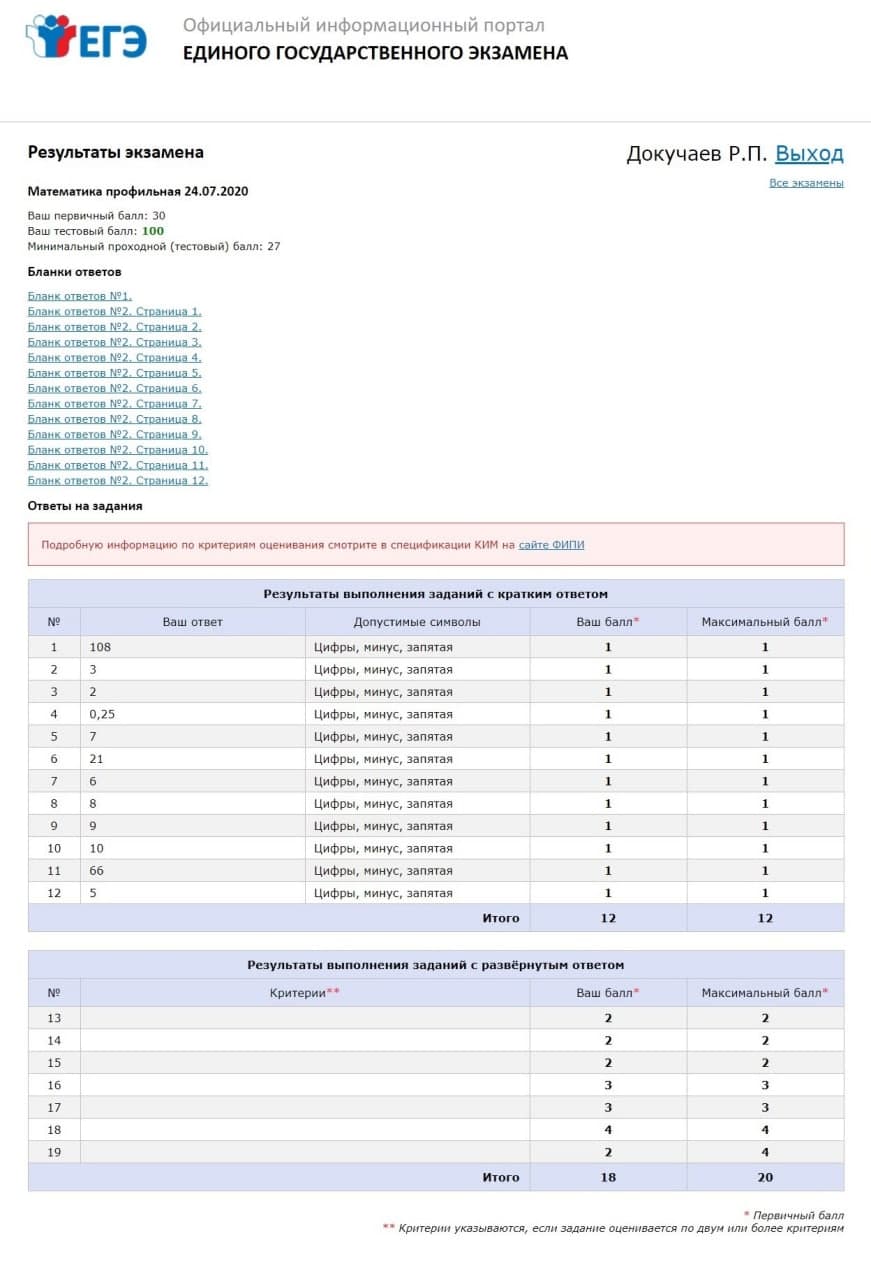 ЕГЭ
Официальный информационный портал
ЕДИНОГО ГОСУДАРСТВЕННОГО ЭКЗАМЕНА
Результаты экзамена
Докучаев Р.П. Выход
Все экзамены
Математика профильная 24.07.2020
Ваш первичный балл: 30
Ваш тестовый балл: 100
Минимальный проходной (тестовый) балл: 27
Бланки ответов
Бланк ответов №1.
Бланк ответов №2. Страница 1.
Бланк ответов №2. Страница 2.
Бланк ответов №2. Страница 3.
Бланк ответов №2. Страница 4.
Бланк ответов №2. Страница 5.
Бланк ответов №2. Страница 6.
Бланк ответов №2. Страница 7.
Бланк ответов №2. Страница 8.
Бланк ответов №2. Страница 9.
Бланк ответов №2. Страница 10.
Бланк ответов №2. Страница 11.
Бланк ответов №2. Страница 12.
Ответы на задания
Подробную информацию по критериям оценивания смотрите в спецификации КИМ на сайте ФИПИ
Результаты выполнения заданий с кратким ответом
№ Ваш ответ Допустимые символы Ваш балл* Максимальный балл*
1 108 Цифры, минус, запятая 1 1
2 3 Цифры, минус, запятая 1 1
3 2 Цифры, минус, запятая 1 1
4 0,25 Цифры, минус, запятая 1 1
5 7 Цифры, минус, запятая 1 1
6 21 Цифры, минус, запятая 1 1
7 6 Цифры, минус, запятая 1 1
8 8 Цифры, минус, запятая 1 1
9 9 Цифры, минус, запятая 1 1
10 10 Цифры, минус, запятая 1 1
11 66 Цифры, минус, запятая 1 1
12 5 Цифры, минус, запятая 1 1
Итого 12 12
Результаты выполнения заданий с развёрнутым ответом
№ Критерии** Ваш балл* Максимальный балл*
13 2 2
14 2 2
15 2 2
16 3 3
17 3 3
18 4 4
19 2 4
Итого 18 20
* Первичный балл
** Критерии указываются, если задание оценивается по двум или более критериям